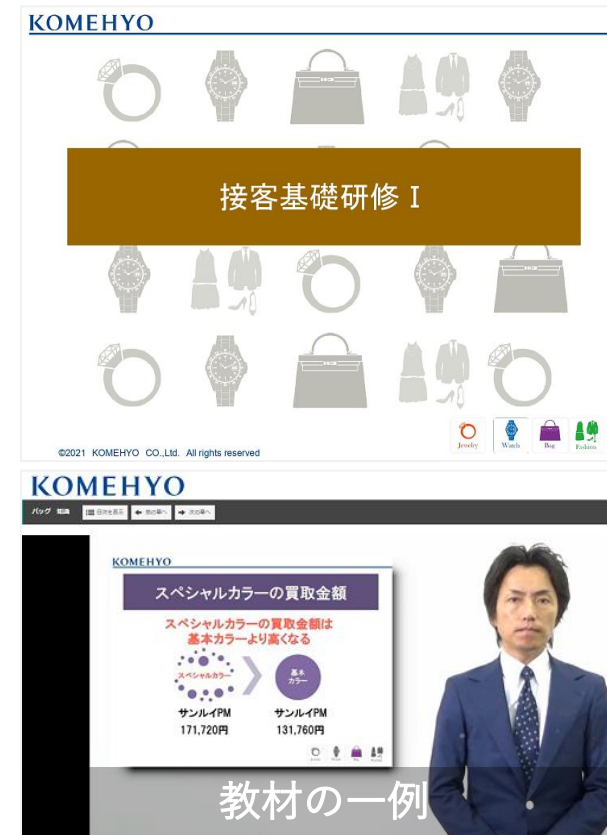 KOMEHYO
接客基礎研修 I
Jewelry
Watch
Bag
Fashion
©2021 KOMEHYO CO.,Ltd. All rights reserved
KOMEHYO
バッグ 知識
目次を表示
前の章へ
次の章へ
KOMEHYO
スペシャルカラーの買取金額
スペシャルカラーの買取金額は
基本カラーより高くなる
スペシャルカラー
基本
カラー
サンルイPM
サンルイPM
171,720円
131,760円
教材の一例